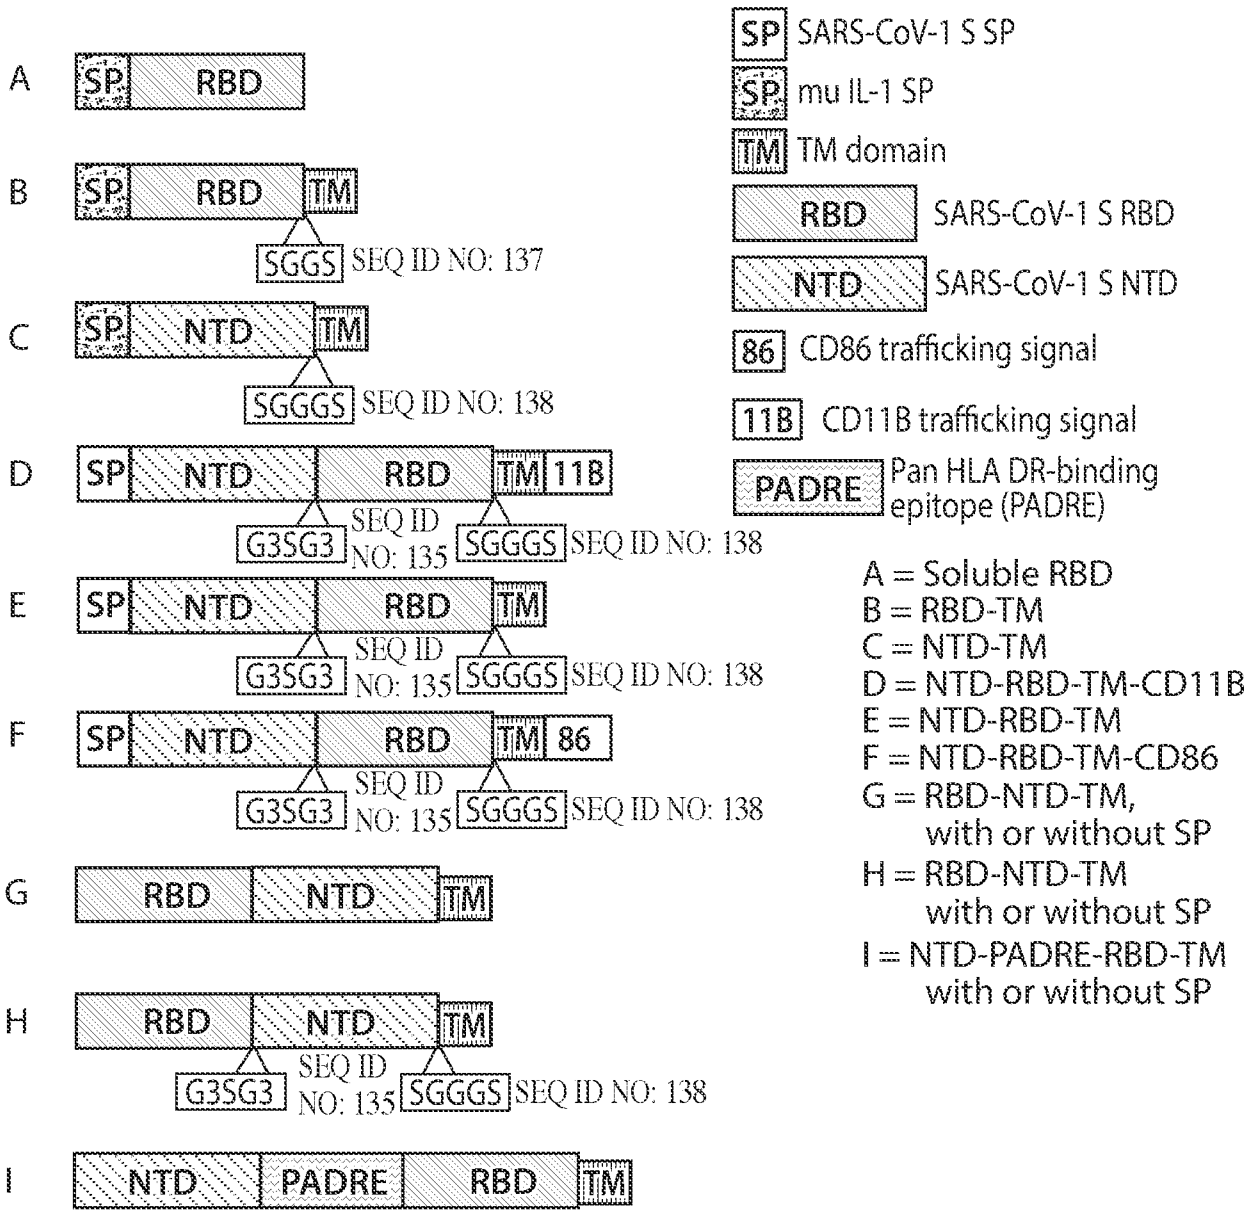 A
SP RBD
B
SP RBD TM
SGGS SEQ ID NO: 137
C
SP NTD TM
SGGGS SEQ ID NO: 138
D
SP NTD RBD TM 11B
G3SG3 SEQ ID
NO: 135 SGGGS SEQ ID NO: 138
E
SP NTD RBD TM
G3SG3 SEQ ID
NO: 135 SGGGS SEQ ID NO: 138
F
SP NTD RBD TM 86
G3SG3 SEQ ID
NO: 135 SGGGS SEQ ID NO: 138
G
RBD NTD TM
H
RBD NTD TM
G3SG3 SEQ ID
NO: 135 SGGGS SEQ ID NO: 138
I
NTD PADRE RBD TM
SP SARS-CoV-1 S SP
SP mu IL-1 SP
TM TM domain
RBD SARS-CoV-1 S RBD
NTD SARS-CoV-1 S NTD
86 CD86 trafficking signal
11B CD11B trafficking signal
PADRE Pan HLA DR-binding
epitope (PADRE)
A = Soluble RBD
B = RBD-TM
C = NTD-TM
D = NTD-RBD-TM-CD11B
E = NTD-RBD-TM
F = NTD-RBD-TM-CD86
G = RBD-NTD-TM,
with or without SP
H = RBD-NTD-TM
with or without SP
I = NTD-PADRE-RBD-TM
with or without SP